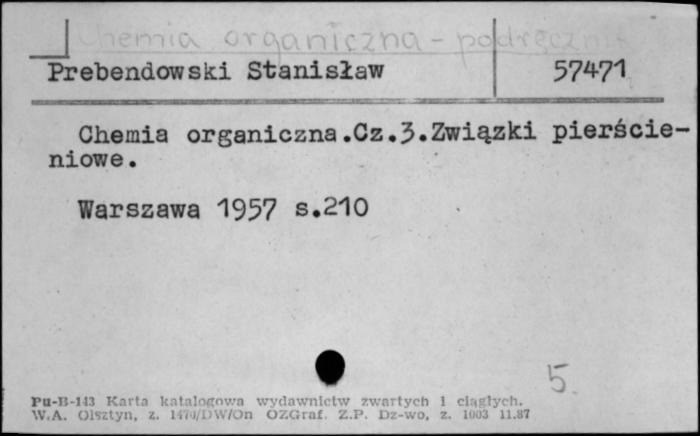 Chemia organiczna - podręcznik
Prebendowski Stanisław 57471
Chemia organiczna.Cz.3.Związki pierście-
niowe.
Warszawa 1957 s.210
5
Pu-B-143 Karta katalogowa wydawnictw zwartych i ciągłych.
W.A. Olsztyn, z. 1470/DW/On OZGraf. Z.P. Dz-wo, z. 1003 11.87